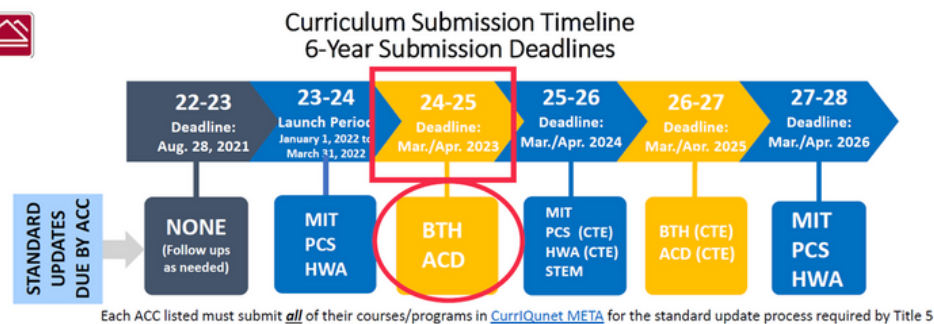 Curriculum Submission Timeline
6-Year Submission Deadlines
22-23
Deadline:
Aug. 28, 2021
23-24
Launch Period
January 1, 2022 to
March 31, 2022
24-25
Deadline:
Mar./Apr. 2023
25-26
Deadline:
Mar./Apr. 2024
26-27
Deadline:
Mar./Apr. 2025
27-28
Deadline:
Mar./Apr. 2026
STANDARD
UPDATES
DUE BY ACC
NONE
(Follow ups
as needed)
MIT
PCS
HWA
BTH
ACD
MIT
PCS (CTE)
HWA (CTE)
STEM
BTH (CTE)
ACD (CTE)
MIT
PCS
HWA
Each ACC listed must submit all of their courses/programs in CurrIQunet META for the standard update process required by Title 5